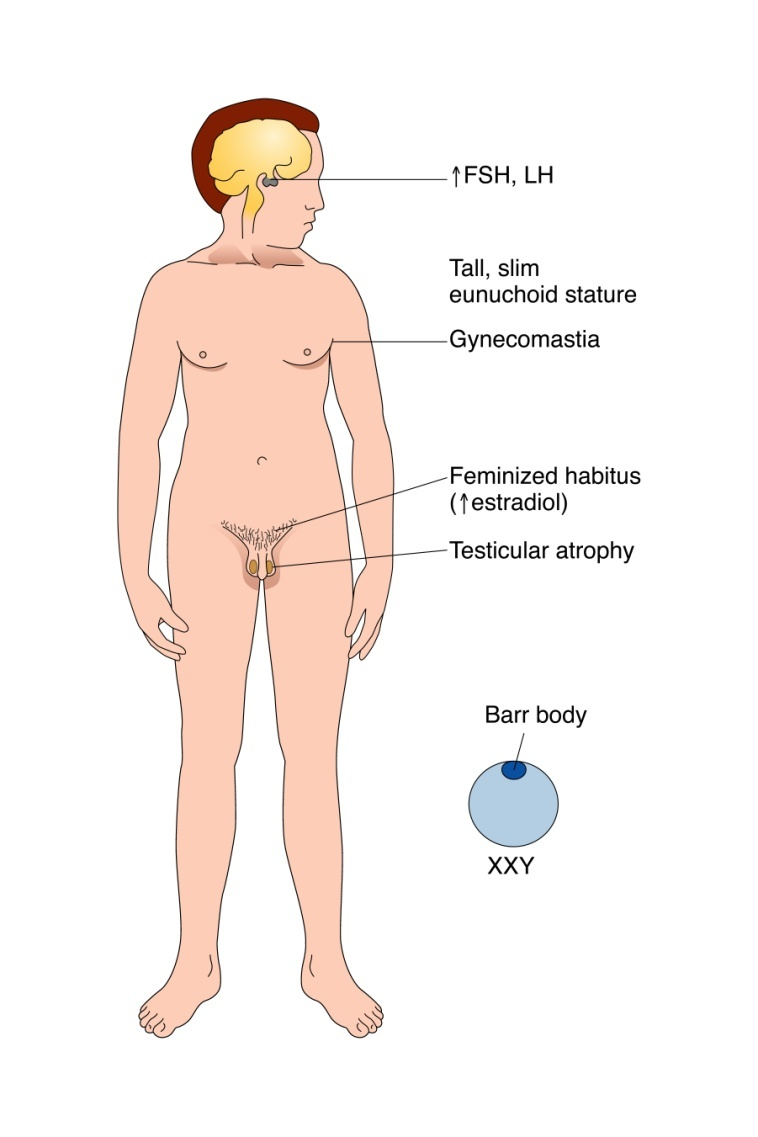 ↑FSH, LH
Tall, slim
eunuchoid stature
Gynecomastia
Feminized habitus
(↑estradiol)
Testicular atrophy
Barr body
XXY